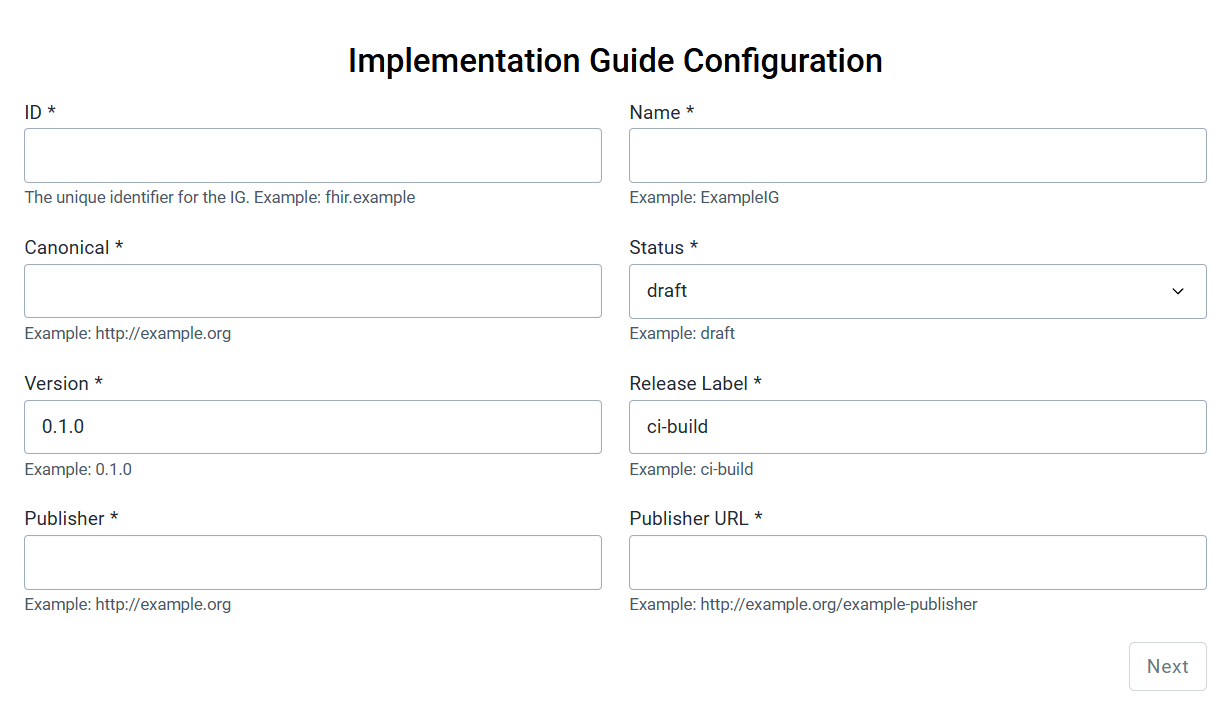 Implementation Guide Configuration
ID *
Name *
The unique identifier for the IG. Example: fhir.example
Example: ExampleIG
Canonical *
Status *
draft
Example: http://example.org
Example: draft
Version *
Release Label *
0.1.0
ci-build
Example: 0.1.0
Example: ci-build
Publisher *
Publisher URL *
Example: http://example.org
Example: http://example.org/example-publisher
Next